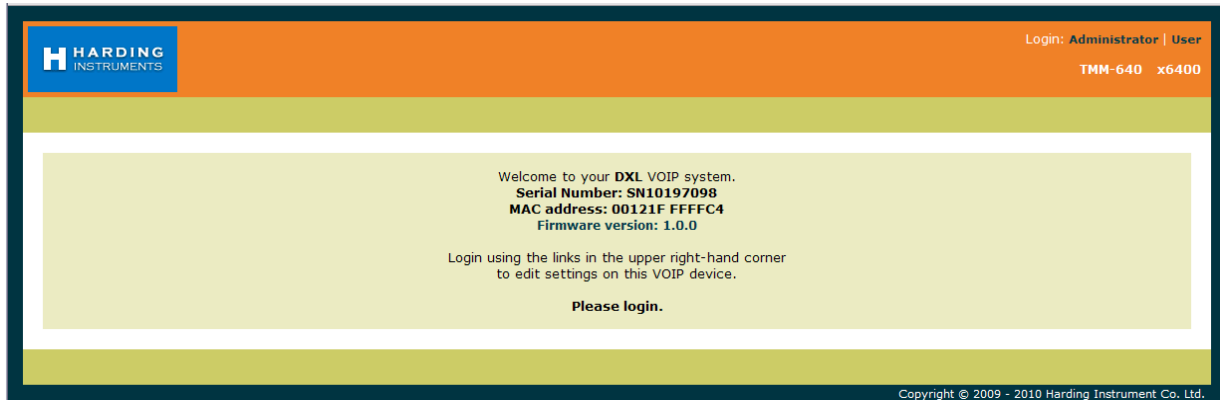 HARDING
INSTRUMENTS
Login: Administrator | User
TMM-640 x6400
Welcome to your DXL VOIP system.
Serial Number: SN10197098
MAC address: 00121F FFFFC4
Firmware version: 1.0.0
Login using the links in the upper right-hand corner
to edit settings on this VOIP device.
Please login.
Copyright © 2009 - 2010 Harding Instrument Co. Ltd.